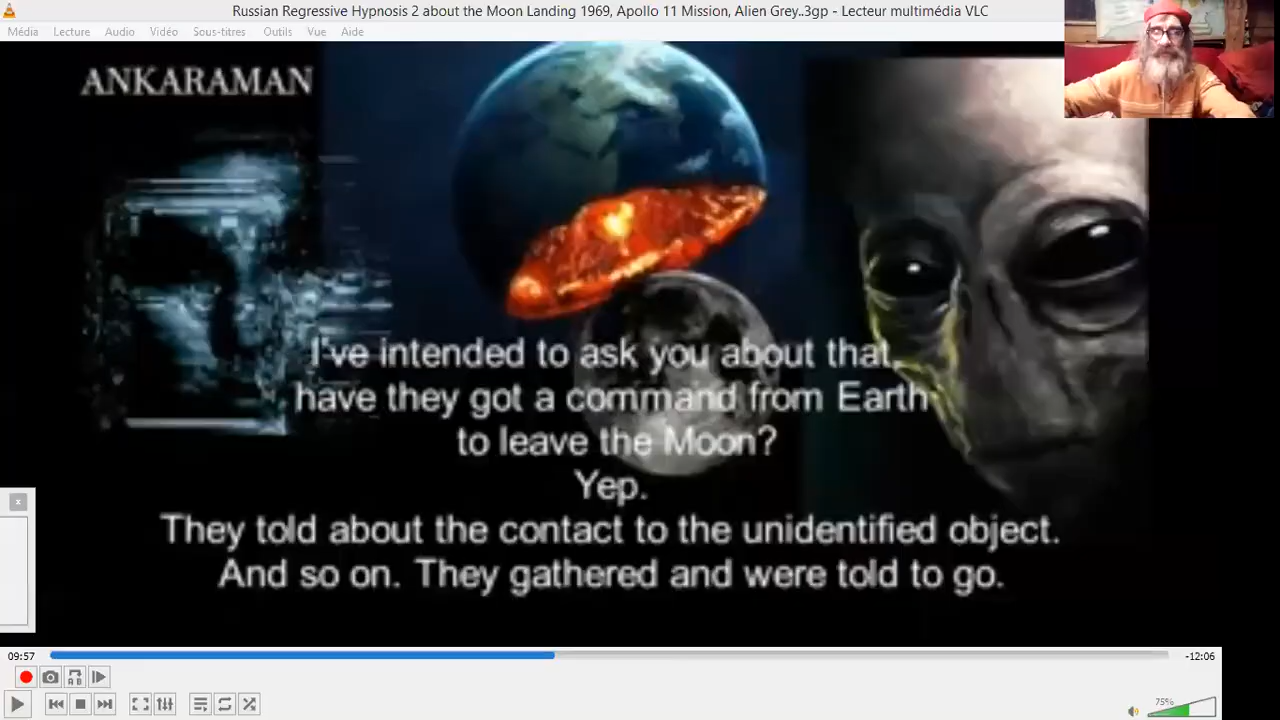 Russian Regressive Hypnosis 2 about the Moon Landing 1969, Apollo 11 Mission, Alien Grey..3gp - Lecteur multimédia VLC
Média Lecture Audio Vidéo Sous-titres Outils Vue Aide
ANKARAMAN
I've intended to ask you about that,
have they got a command from Earth
to leave the Moon?
Yep.
They told about the contact to the unidentified object.
And so on. They gathered and were told to go.
x
09:57 -12:06
75%